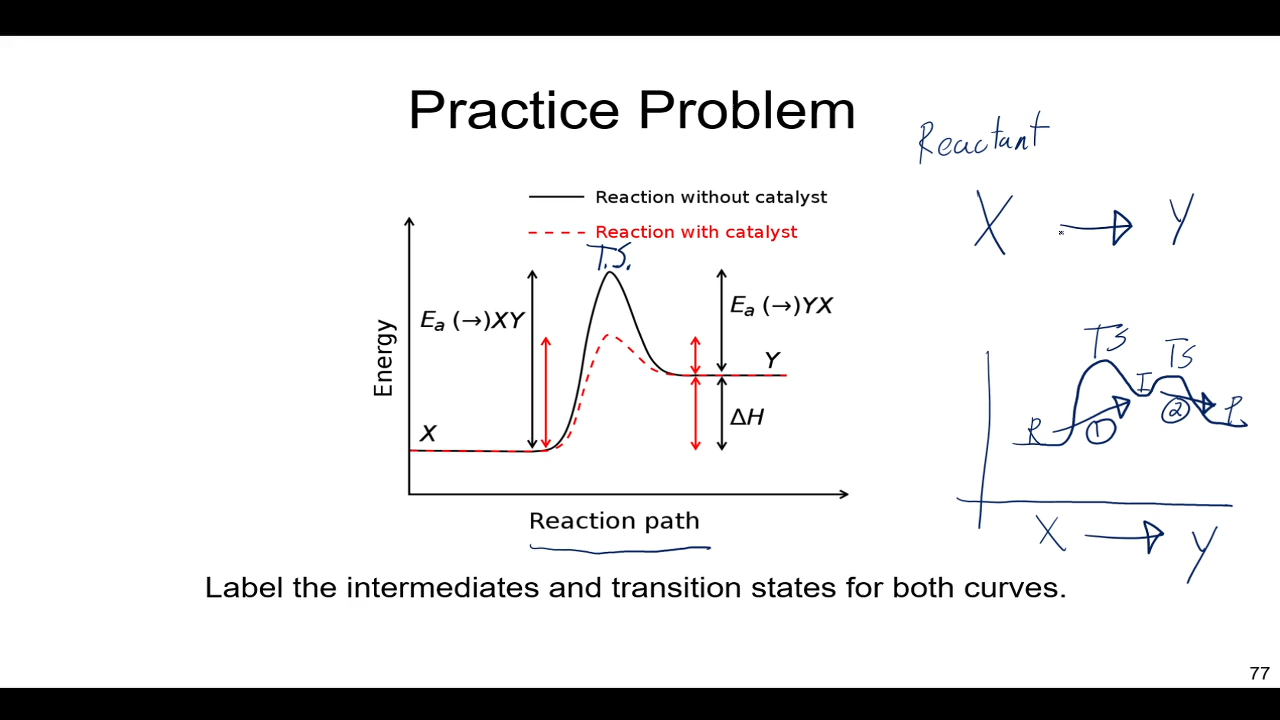 Practice Problem
Reactant
X → Y
Reaction without catalyst
Reaction with catalyst
T.S.
Eₐ (→)XY
Eₐ (→)YX
Energy
X
Y
ΔH
Reaction path
TS
TS
I
R
P
1
2
X → Y
Label the intermediates and transition states for both curves.
77